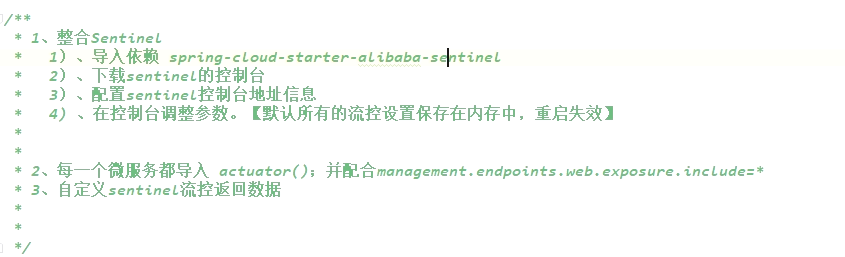 /**
 * 1、整合Sentinel
 *   1）、导入依赖 spring-cloud-starter-alibaba-sentinel
 *   2）、下载sentinel的控制台
 *   3）、配置sentinel控制台地址信息
 *   4）、在控制台调整参数。【默认所有的流控设置保存在内存中，重启失效】
 *
 *
 * 2、每一个微服务都导入 actuator()；并配合management.endpoints.web.exposure.include=*
 * 3、自定义sentinel流控返回数据
 *
 *
 */